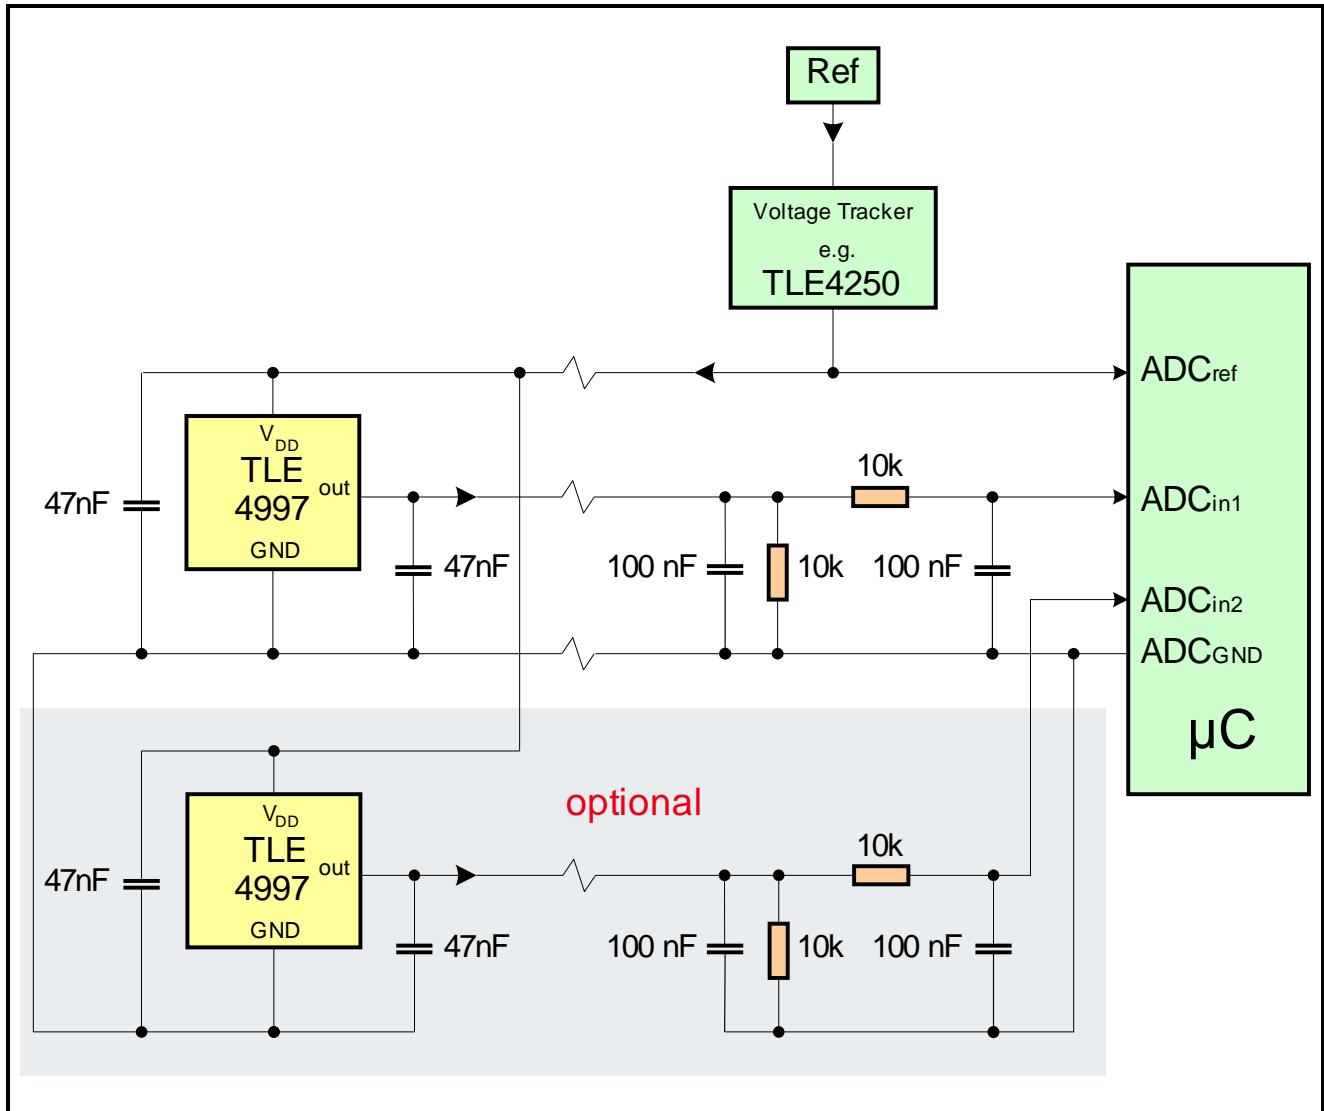 Ref
Voltage Tracker
e.g.
TLE4250
ADCref
VDD
TLE
4997
out
GND
47nF
47nF
10k
100 nF
10k
100 nF
ADCin1
ADCin2
ADCGND
µC
optional
VDD
TLE
4997
out
GND
47nF
47nF
10k
100 nF
10k
100 nF